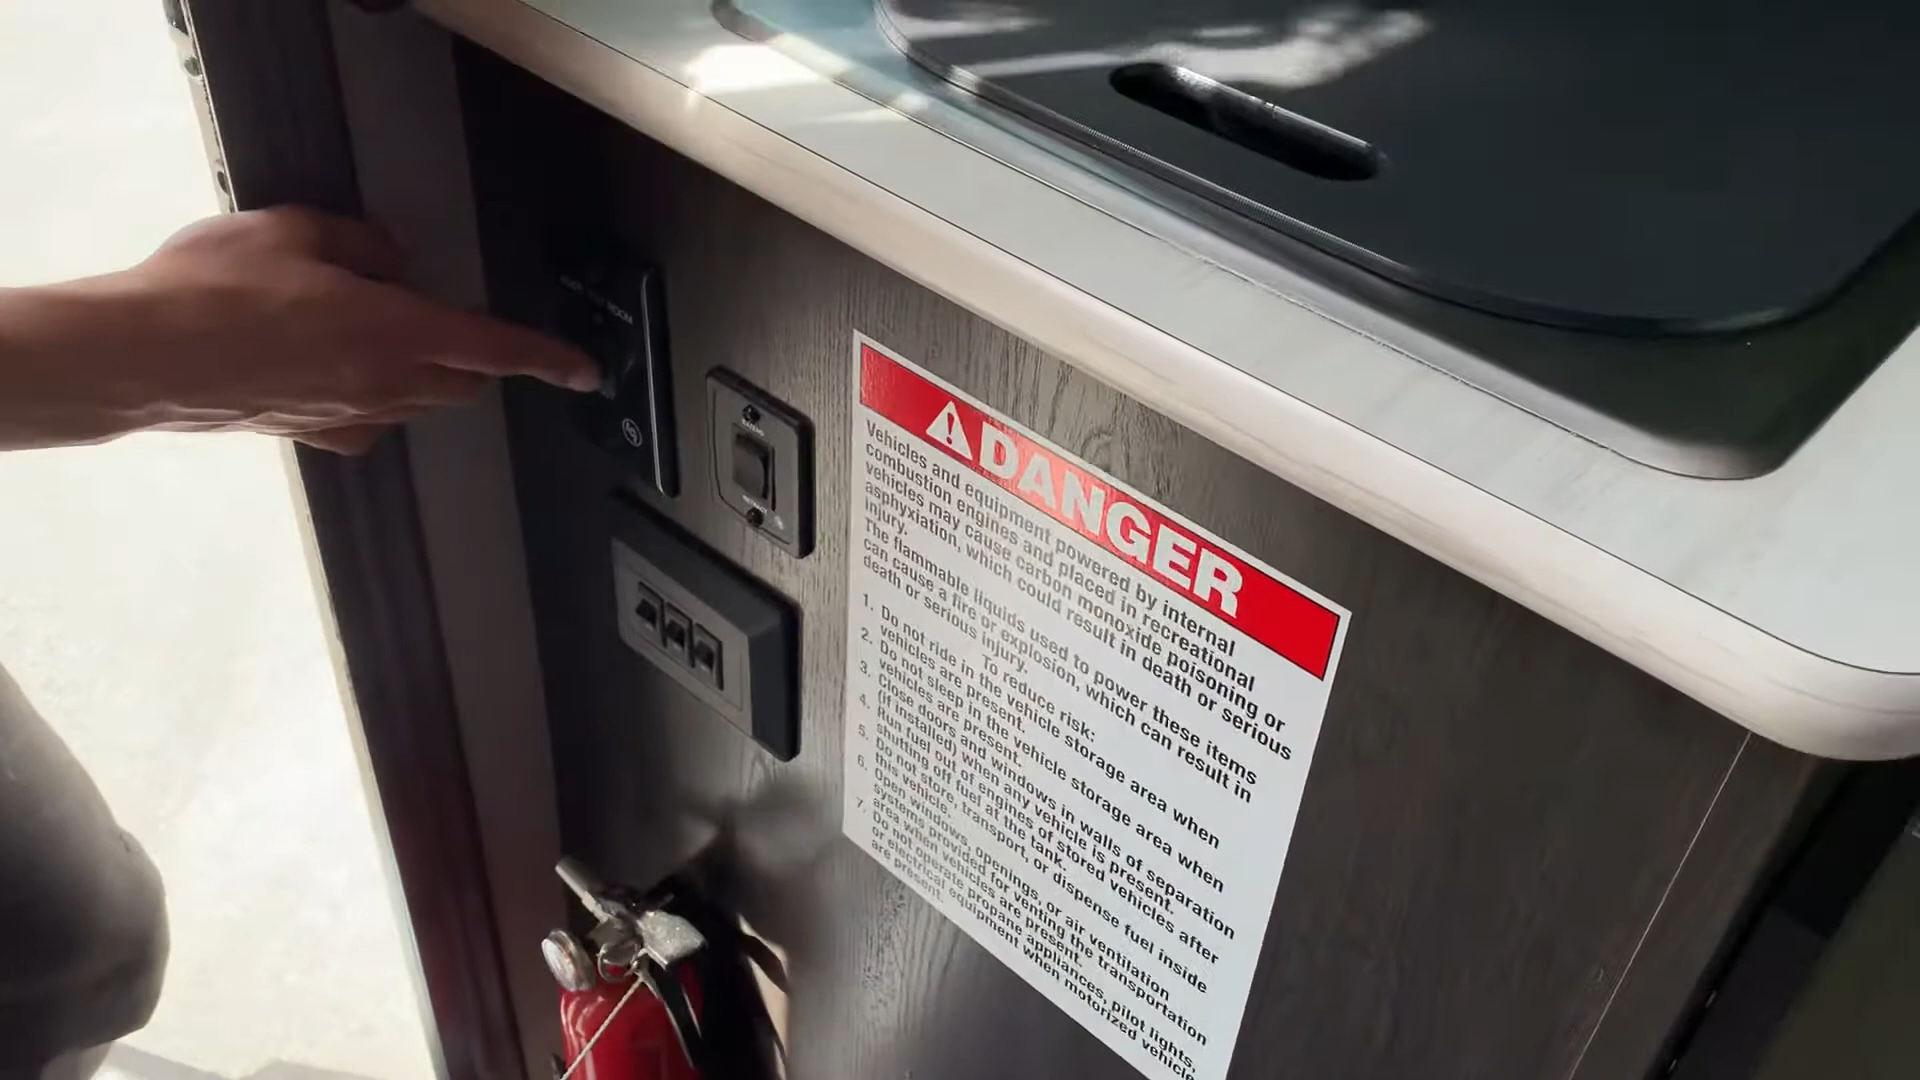 ROOM
DANGER
Vehicles and equipment powered by internal
combustion engines and placed in recreational
vehicles may cause carbon monoxide poisoning or
asphyxiation, which could result in death or serious
injury.
The flammable liquids used to power these items
can cause a fire or explosion, which can result in
death or serious injury.
To reduce risk:
1. Do not ride in the vehicle storage area when
vehicles are present.
2. Do not sleep in the vehicle storage area when
vehicles are present.
3. Close doors and windows in walls of separation
(if installed) when any vehicle is present.
4. Run fuel out of engines of stored vehicles after
shutting off fuel at the tank.
5. Do not store, transport, or dispense fuel inside
this vehicle.
6. Open windows, openings, or air ventilation
systems provided for venting the transportation
area when vehicles are present.
7. Do not operate propane appliances, pilot lights,
or electrical equipment when motorized vehicle
are present.